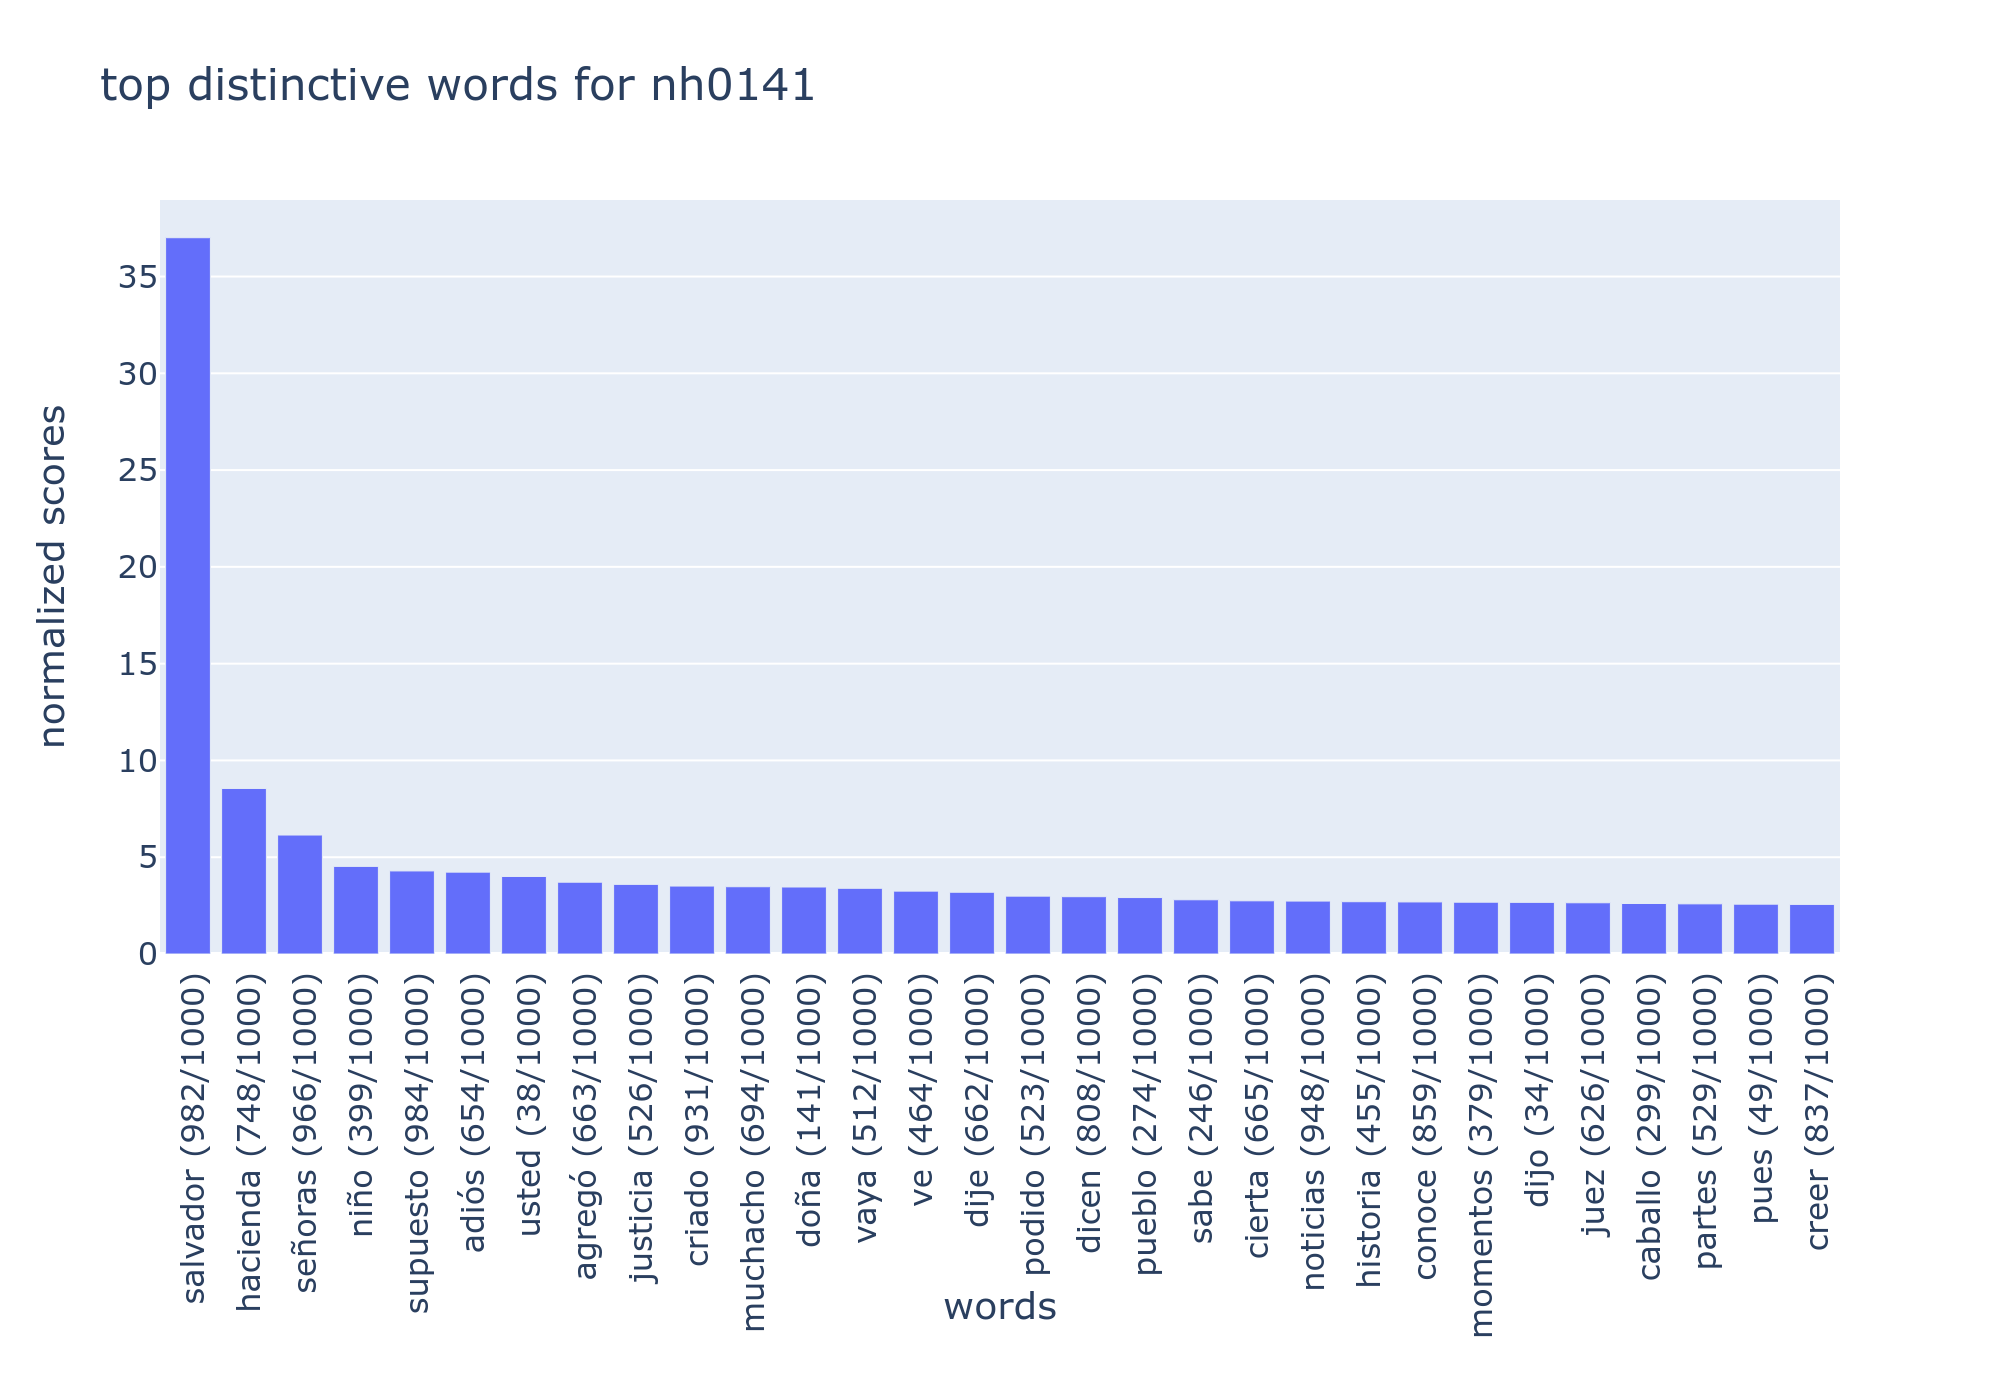 top distinctive words for nh0141
normalized scores
35
30
25
20
15
10
5
0
salvador (982/1000)
hacienda (748/1000)
señoras (966/1000)
niño (399/1000)
supuesto (984/1000)
adiós (654/1000)
usted (38/1000)
agregó (663/1000)
justicia (526/1000)
criado (931/1000)
muchacho (694/1000)
doña (141/1000)
vaya (512/1000)
ve (464/1000)
dije (662/1000)
podido (523/1000)
dicen (808/1000)
pueblo (274/1000)
sabe (246/1000)
cierta (665/1000)
noticias (948/1000)
historia (455/1000)
conoce (859/1000)
momentos (379/1000)
dijo (34/1000)
juez (626/1000)
caballo (299/1000)
partes (529/1000)
pues (49/1000)
creer (837/1000)
words